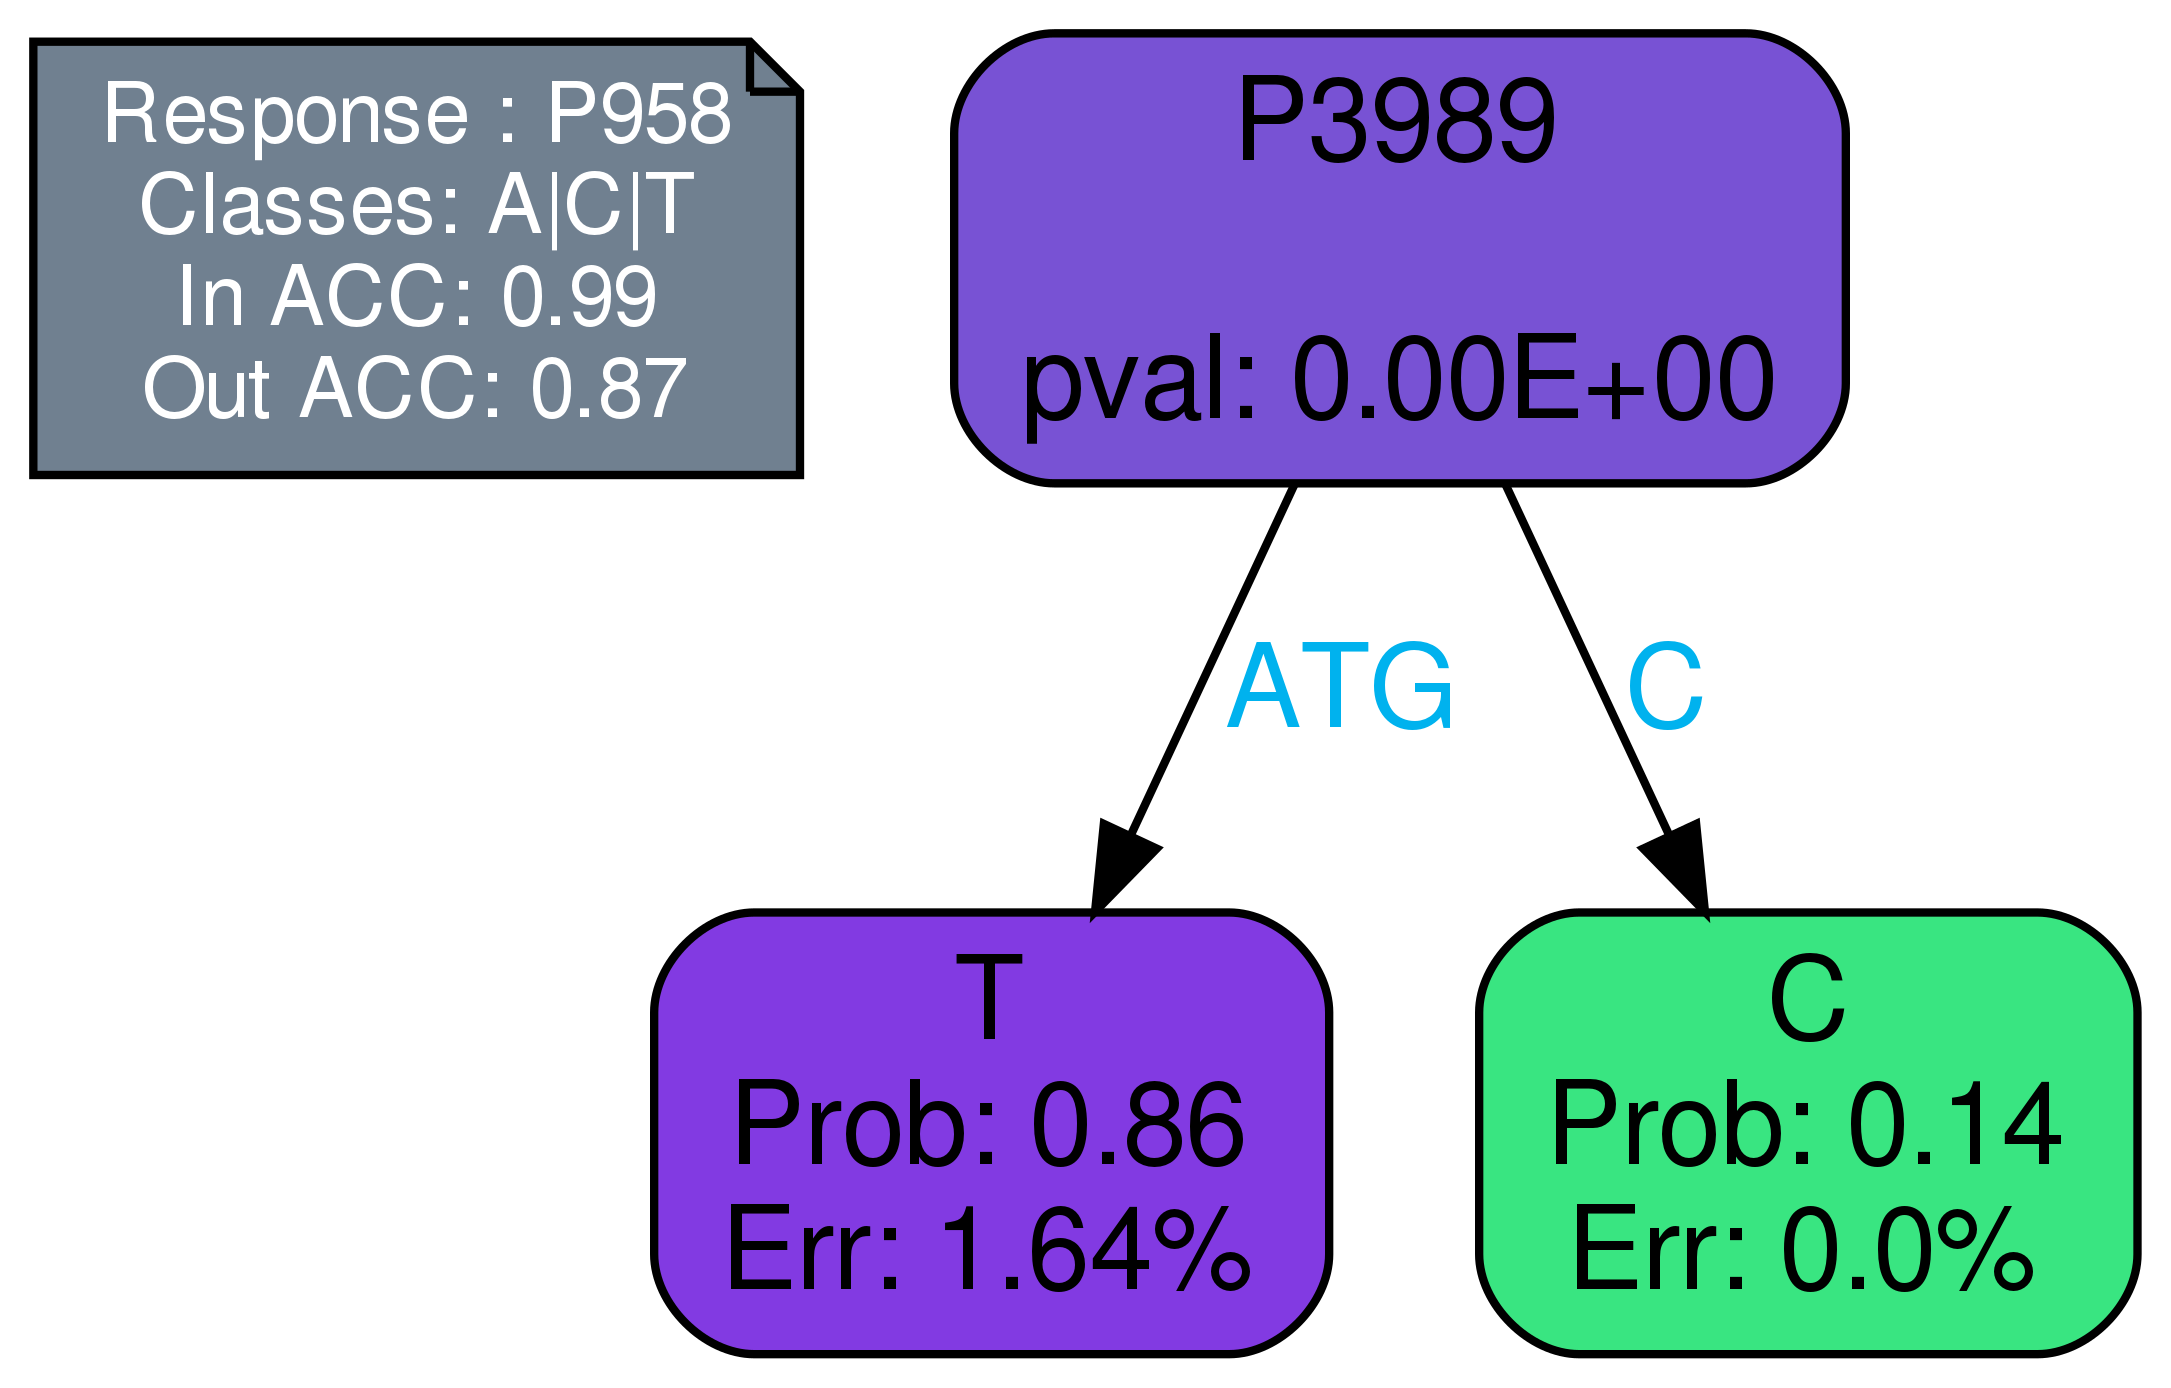 Response : P958
Classes: A|C|T
In ACC: 0.99
Out ACC: 0.87
P3989
pval: 0.00E+00
ATG
C
T
Prob: 0.86
Err: 1.64%
C
Prob: 0.14
Err: 0.0%